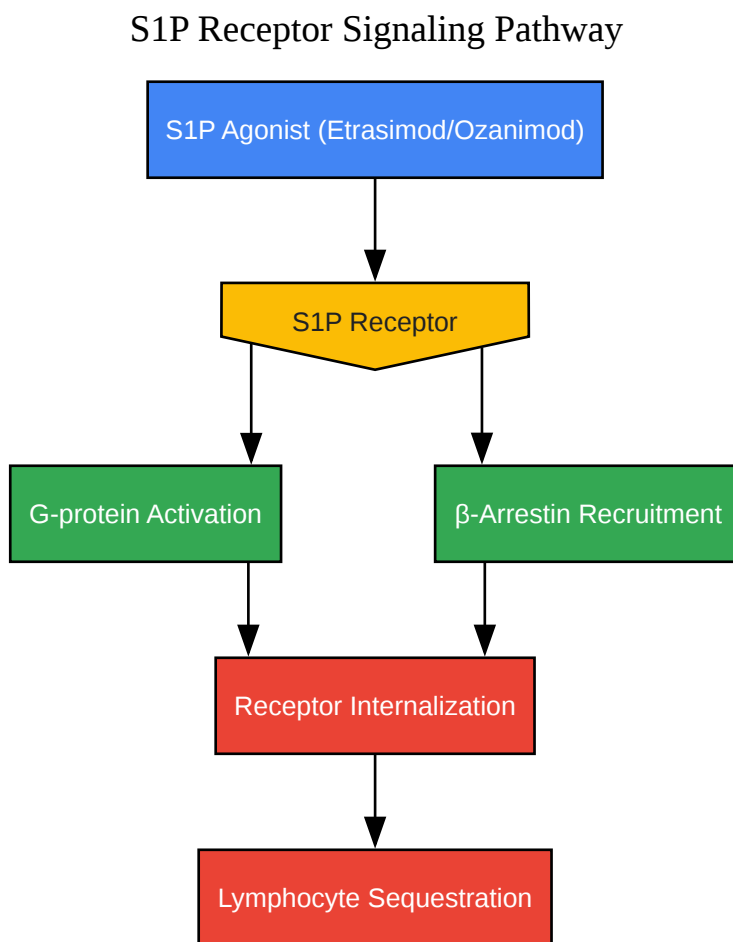 S1P Receptor Signaling Pathway
S1P Agonist (Etrasimod/Ozanimod)
S1P Receptor
G-protein Activation
β-Arrestin Recruitment
Receptor Internalization
Lymphocyte Sequestration